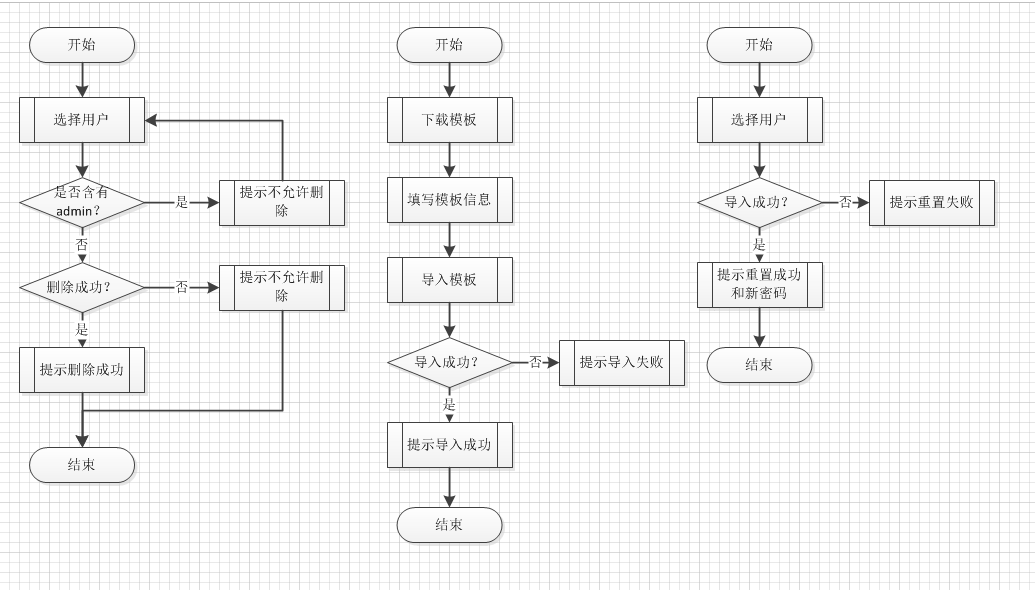 开始
选择用户
是否含有
admin？
是
提示不允许删
除
否
删除成功？
否
提示不允许删
除
是
提示删除成功
结束
开始
下载模板
填写模板信息
导入模板
导入成功？
否
提示导入失败
是
提示导入成功
结束
开始
选择用户
导入成功？
否
提示重置失败
是
提示重置成功
和新密码
结束